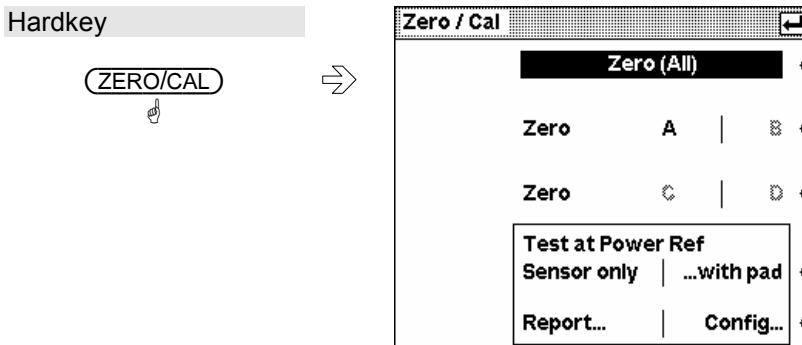 Hardkey
ZERO/CAL
Zero / Cal
Zero (All)
Zero A | B
Zero C | D
Test at Power Ref
Sensor only | ...with pad
Report... | Config...